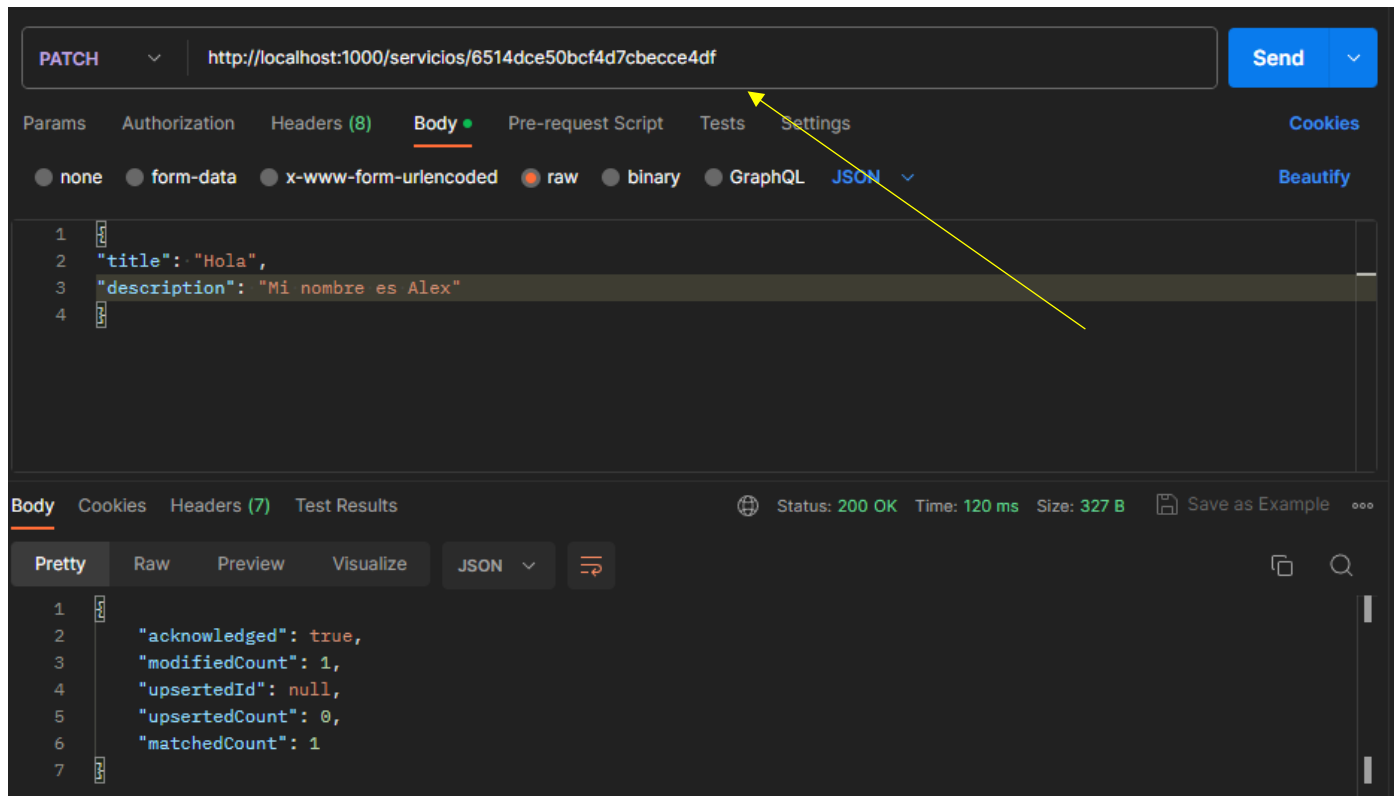 PATCH http://localhost:1000/servicios/6514dce50bcf4d7cbecce4df Send
Params Authorization Headers (8) Body Pre-request Script Tests Settings Cookies
none form-data x-www-form-urlencoded raw binary GraphQL JSON Beautify
1 {
2 "title": "Hola",
3 "description": "Mi nombre es Alex"
4 }
Body Cookies Headers (7) Test Results Status: 200 OK Time: 120 ms Size: 327 B Save as Example
Pretty Raw Preview Visualize JSON
1 {
2 "acknowledged": true,
3 "modifiedCount": 1,
4 "upsertedId": null,
5 "upsertedCount": 0,
6 "matchedCount": 1
7 }